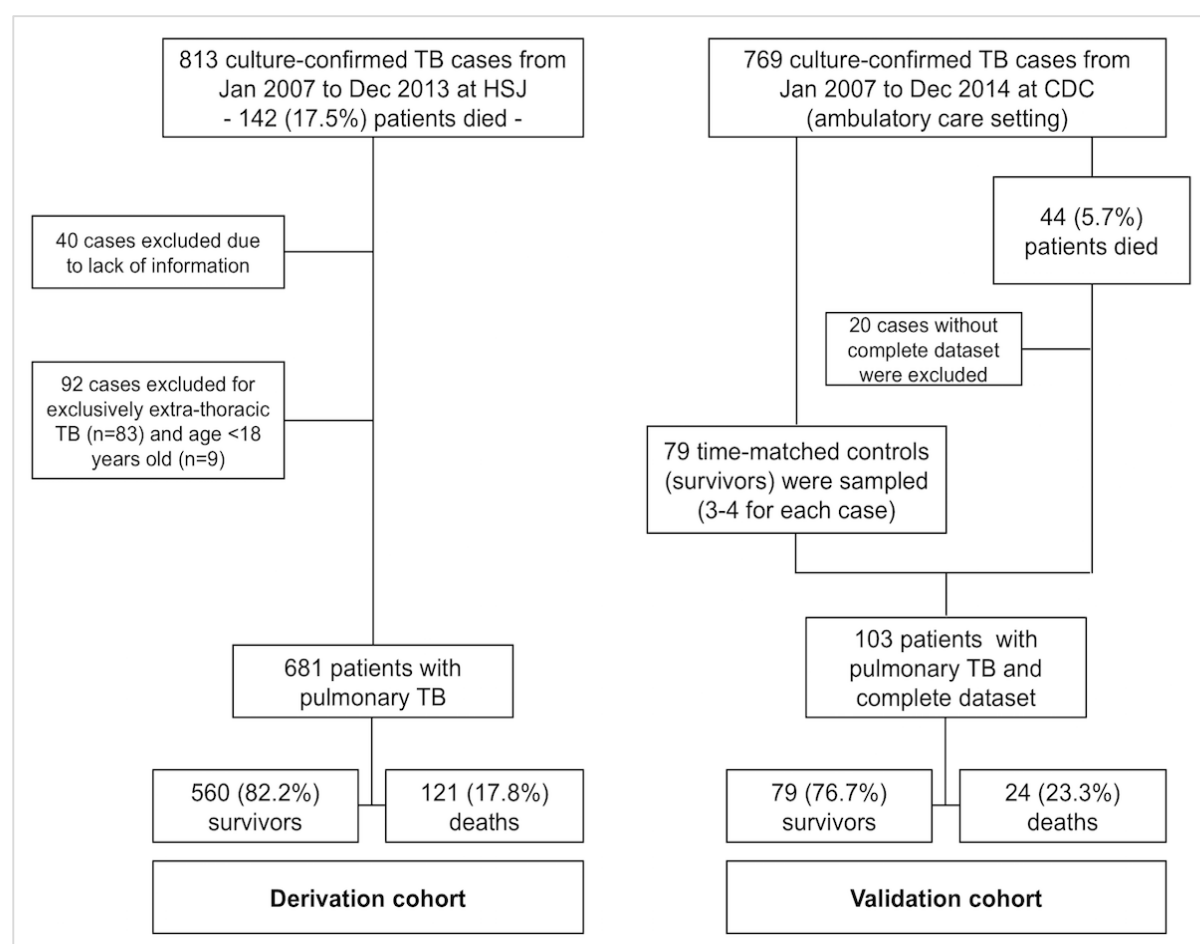 813 culture-confirmed TB cases from
Jan 2007 to Dec 2013 at HSJ
- 142 (17.5%) patients died -
40 cases excluded due
to lack of information
92 cases excluded for
exclusively extra-thoracic
TB (n=83) and age <18
years old (n=9)
681 patients with
pulmonary TB
560 (82.2%)
survivors
121 (17.8%)
deaths
Derivation cohort
769 culture-confirmed TB cases from
Jan 2007 to Dec 2014 at CDC
(ambulatory care setting)
44 (5.7%)
patients died
20 cases without
complete dataset
were excluded
79 time-matched controls
(survivors) were sampled
(3-4 for each case)
103 patients with
pulmonary TB and
complete dataset
79 (76.7%)
survivors
24 (23.3%)
deaths
Validation cohort